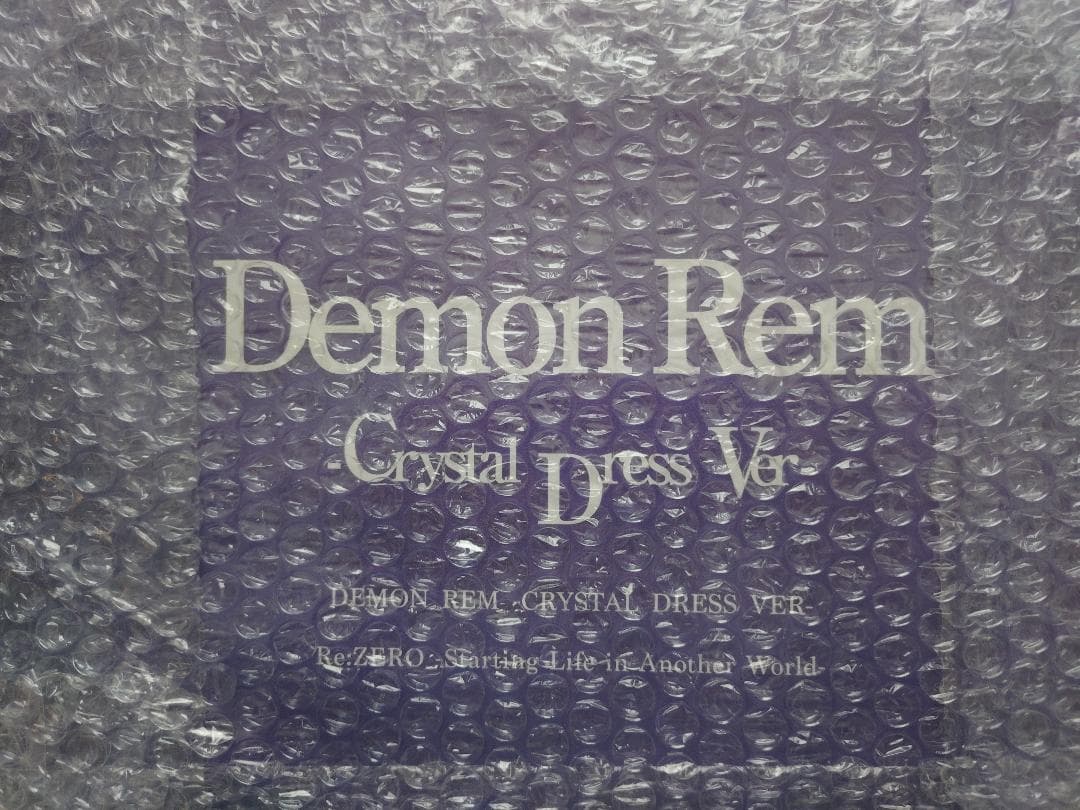 Demon Rem
-Crystal Dress Ver-
DEMON REM -CRYSTAL DRESS VER-
Re:ZERO -Starting Life in Another World-